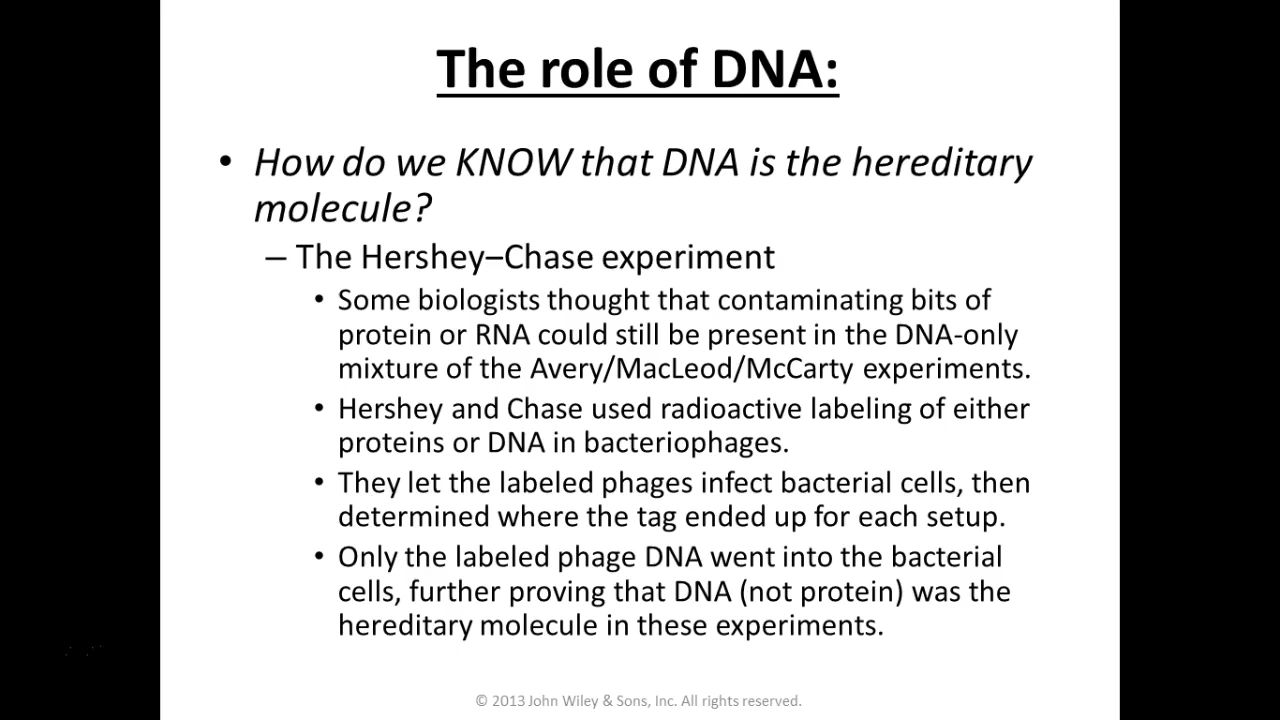 The role of DNA:
• How do we KNOW that DNA is the hereditary
molecule?
– The Hershey–Chase experiment
• Some biologists thought that contaminating bits of
protein or RNA could still be present in the DNA-only
mixture of the Avery/MacLeod/McCarty experiments.
• Hershey and Chase used radioactive labeling of either
proteins or DNA in bacteriophages.
• They let the labeled phages infect bacterial cells, then
determined where the tag ended up for each setup.
• Only the labeled phage DNA went into the bacterial
cells, further proving that DNA (not protein) was the
hereditary molecule in these experiments.
© 2013 John Wiley & Sons, Inc. All rights reserved.